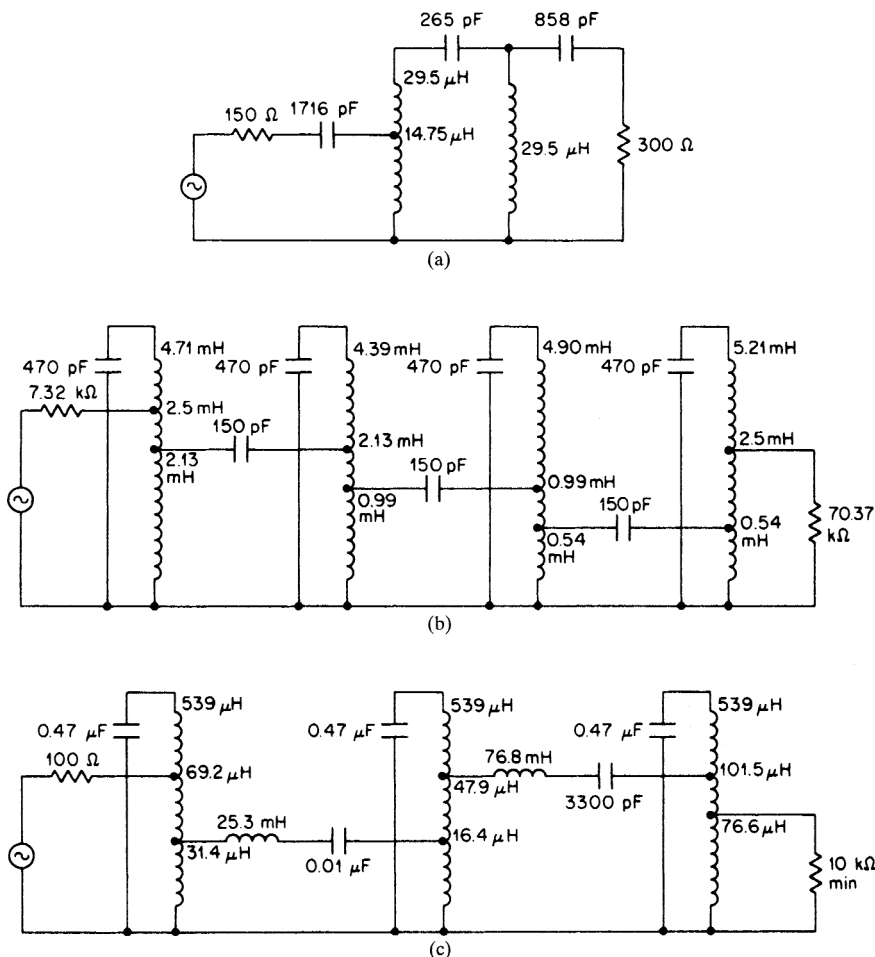 265 pF
858 pF
29.5 μH
150 Ω
1716 pF
14.75 μH
29.5 μH
300 Ω
(a)
4.71 mH
4.39 mH
4.90 mH
5.21 mH
470 pF
470 pF
470 pF
470 pF
7.32 kΩ
2.5 mH
150 pF
2.13 mH
2.5 mH
2.13
mH
150 pF
0.99
mH
0.99 mH
150 pF
0.54
mH
0.54
mH
70.37
kΩ
(b)
539 μH
539 μH
539 μH
0.47 μF
0.47 μF
0.47 μF
100 Ω
69.2 μH
76.8 mH
47.9 μH
3300 pF
101.5 μH
25.3 mH
31.4 μH
0.01 μF
16.4 μH
76.6 μH
10 kΩ
min
(c)